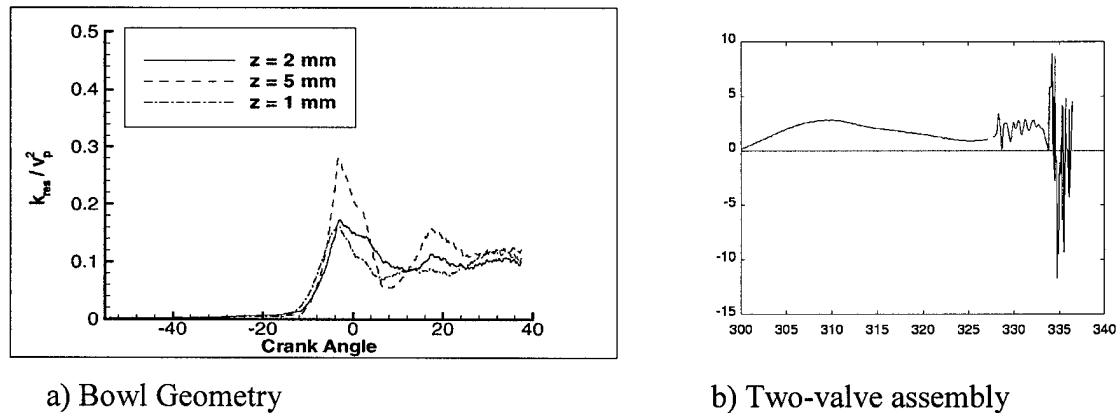 0.5
0.4
0.3
0.2
0.1
0
z = 2 mm
z = 5 mm
z = 1 mm
k_res / V_p^2
-40 -20 0 20 40
Crank Angle
a) Bowl Geometry
10
5
0
-5
-10
-15
300 305 310 315 320 325 330 335 340
b) Two-valve assembly